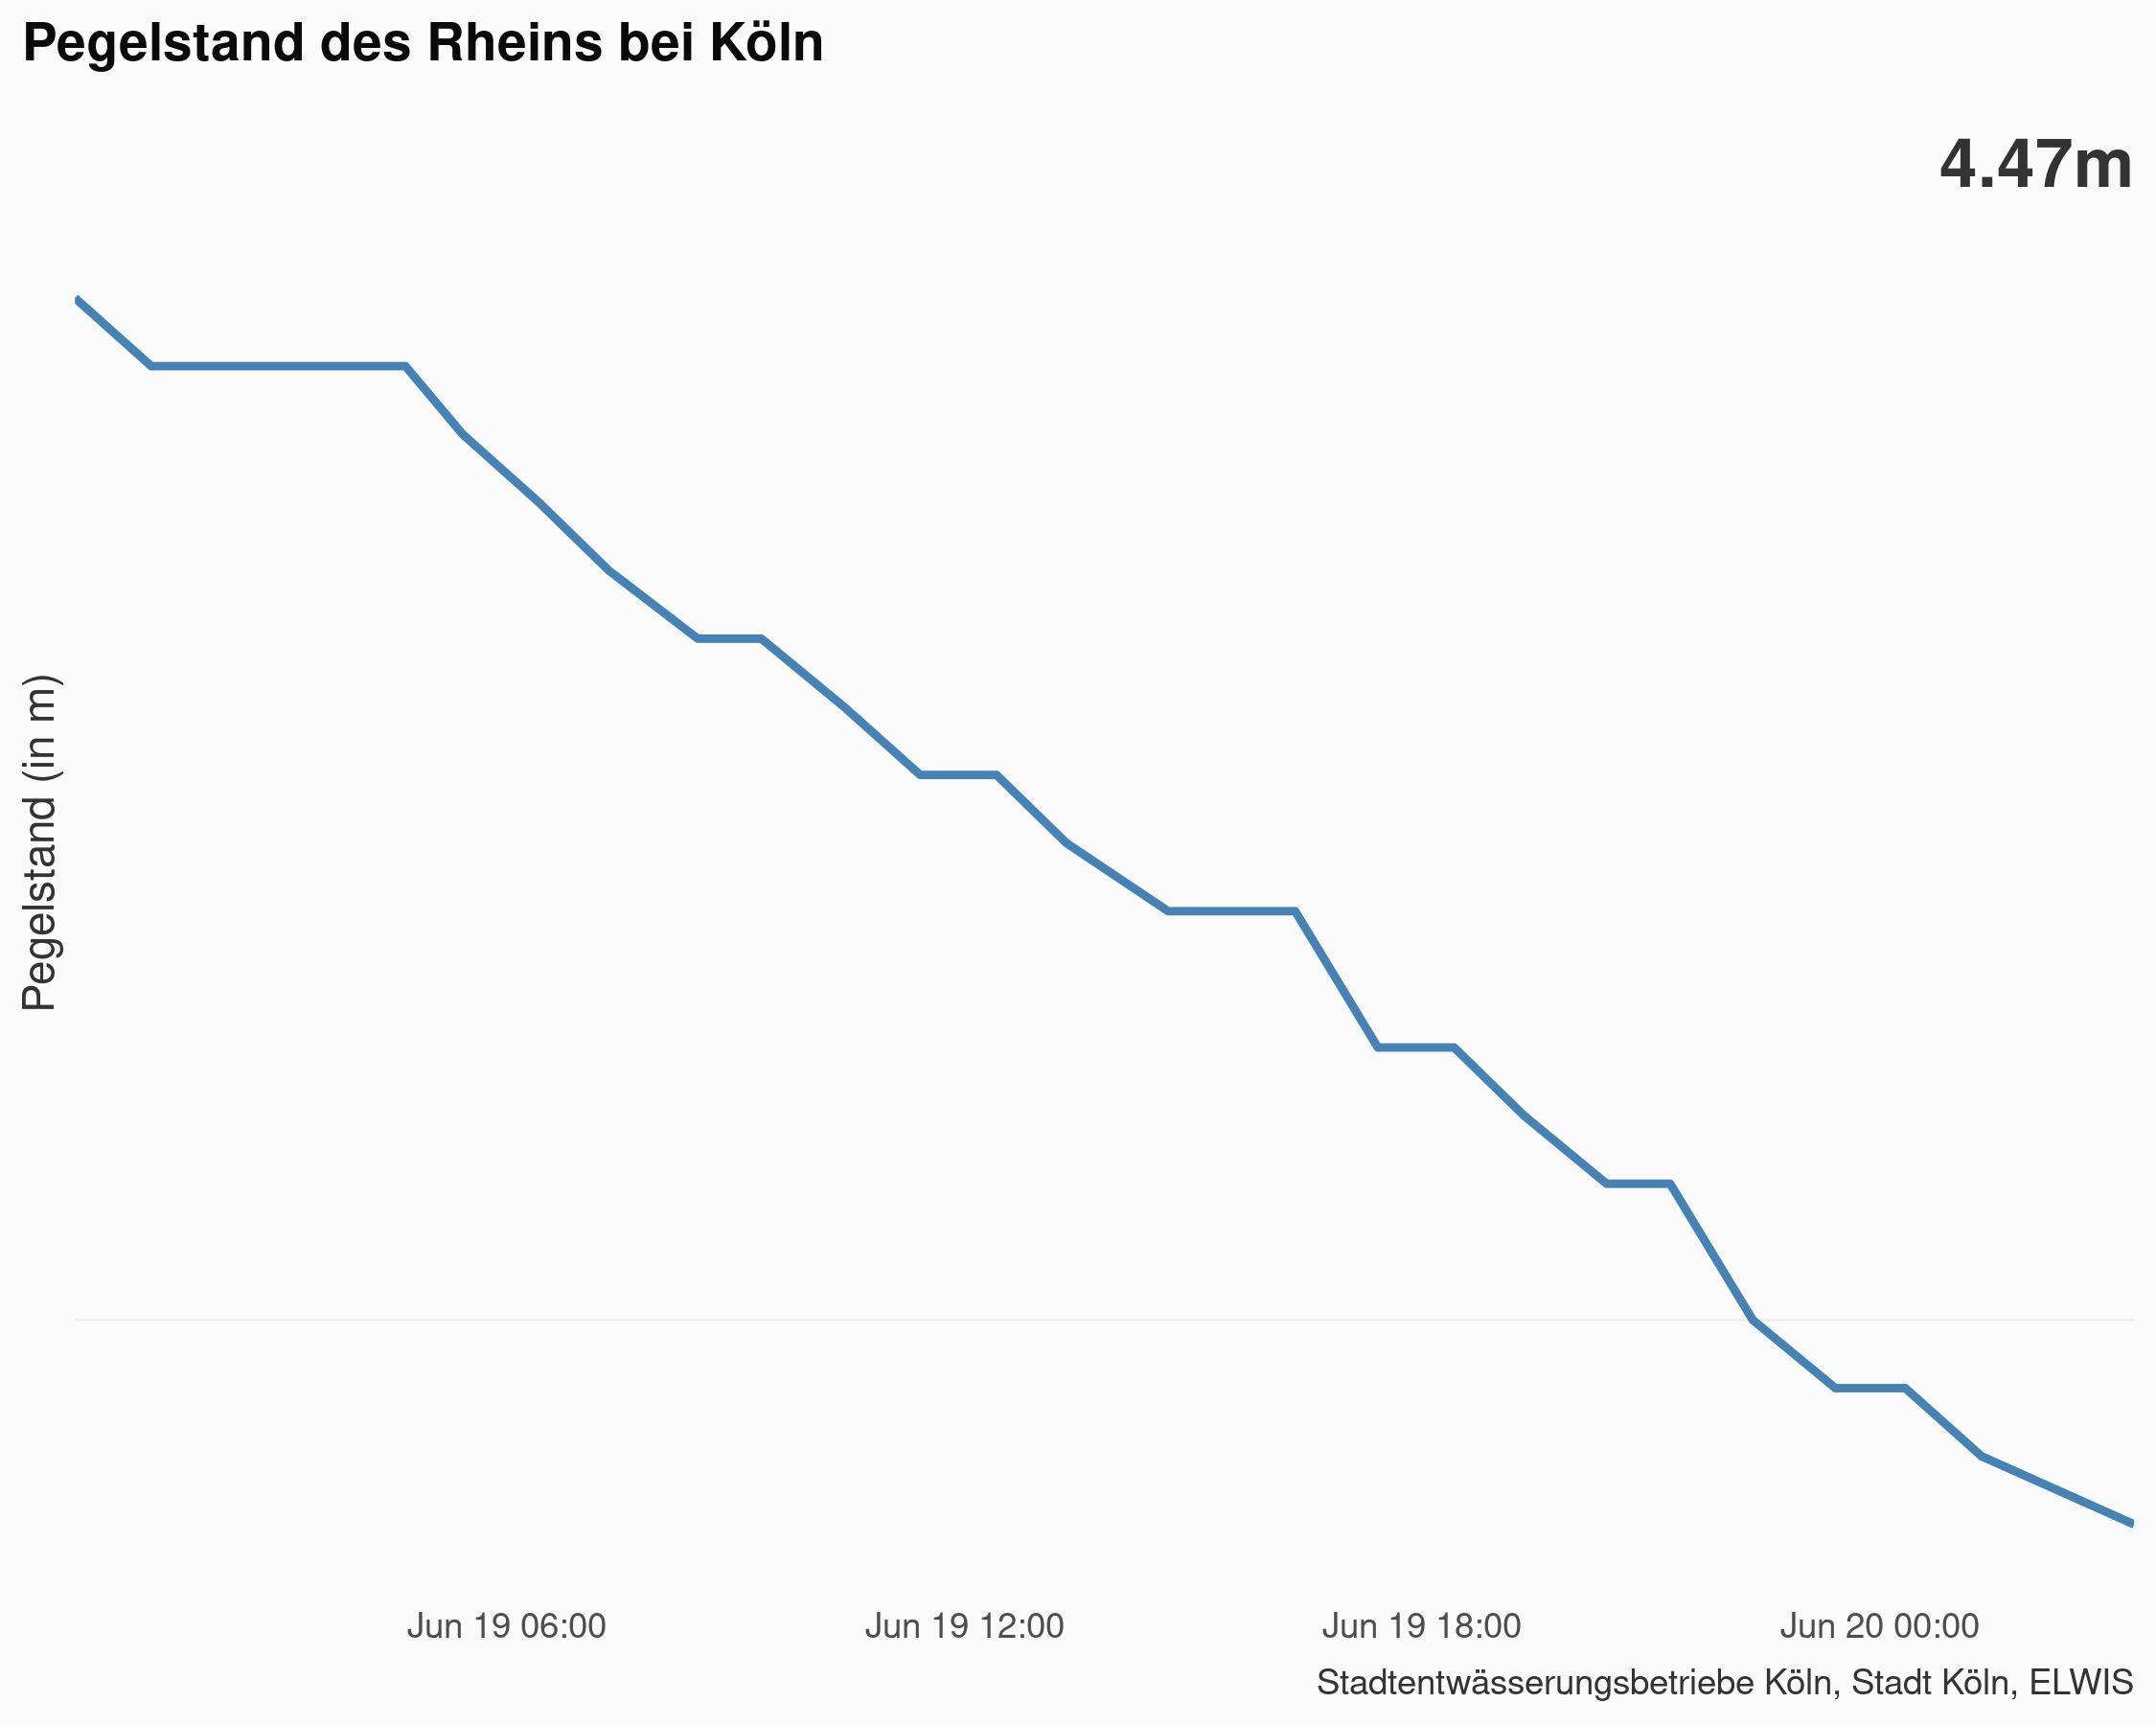 Pegelstand des Rheins bei Köln
4.47m
Pegelstand (in m)
Jun 19 06:00
Jun 19 12:00
Jun 19 18:00
Jun 20 00:00
Stadtentwässerungsbetriebe Köln, Stadt Köln, ELWIS